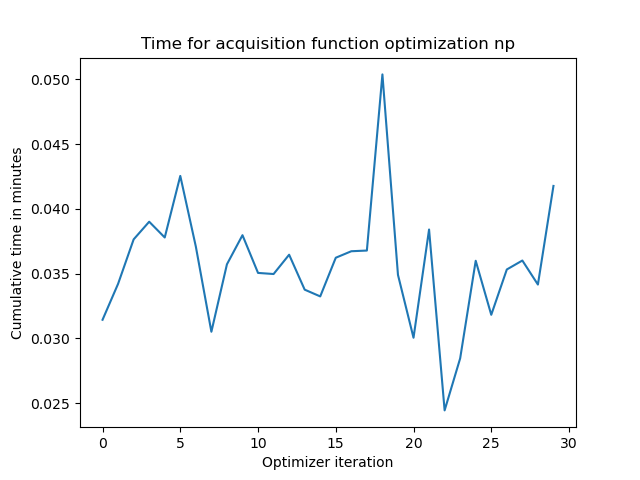 Time for acquisition function optimization np
0.050
0.045
0.040
0.035
0.030
0.025
Cumulative time in minutes
0 5 10 15 20 25 30
Optimizer iteration